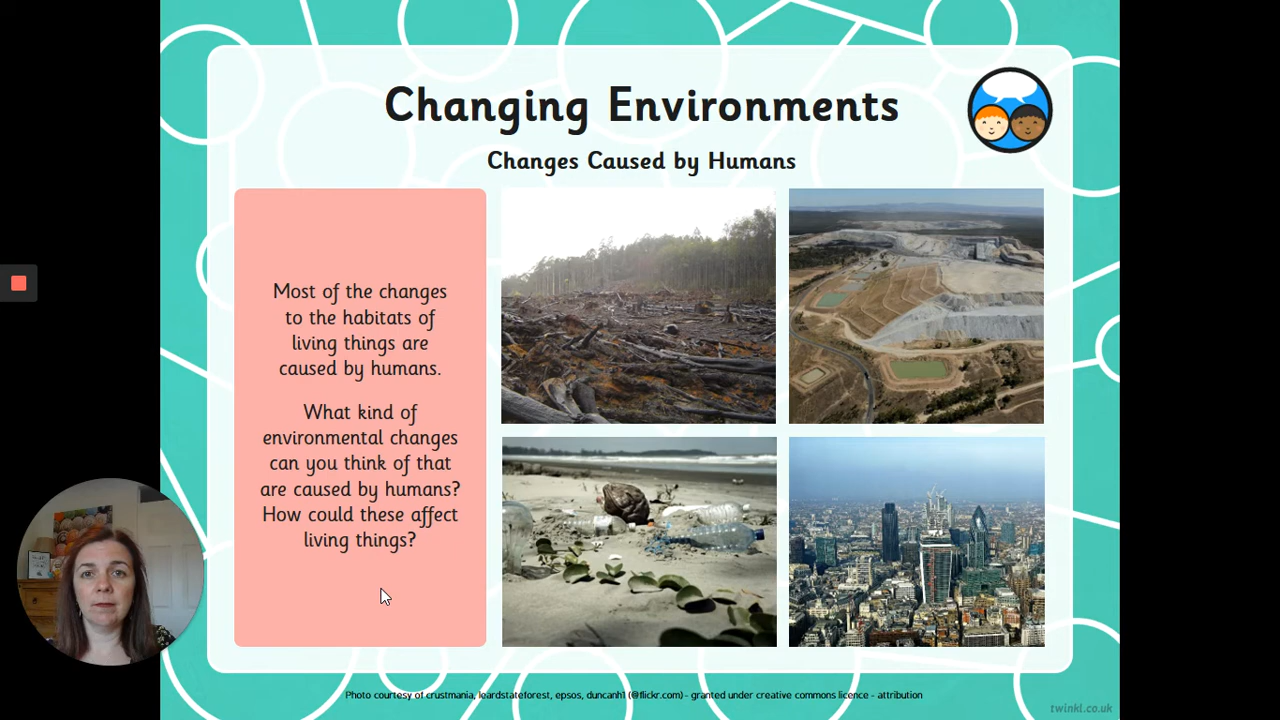 Changing Environments
Changes Caused by Humans
Most of the changes
to the habitats of
living things are
caused by humans.
What kind of
environmental changes
can you think of that
are caused by humans?
How could these affect
living things?
Photo courtesy of crustmania, leardstateforest, epsos, duncanh1 (@flickr.com) - granted under creative commons licence - attribution
twinkl.co.uk